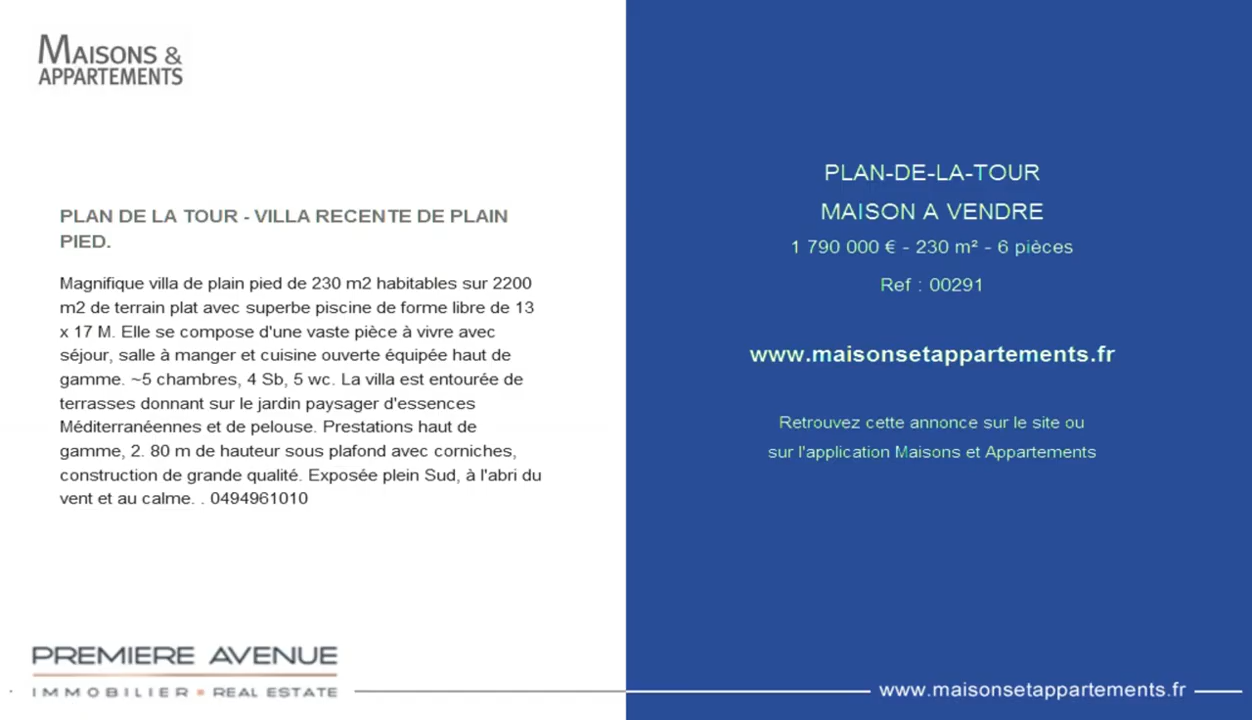 MAISONS &
APPARTEMENTS
PLAN DE LA TOUR - VILLA RECENTE DE PLAIN
PIED.
Magnifique villa de plain pied de 230 m2 habitables sur 2200
m2 de terrain plat avec superbe piscine de forme libre de 13
x 17 M. Elle se compose d'une vaste pièce à vivre avec
séjour, salle à manger et cuisine ouverte équipée haut de
gamme. ~5 chambres, 4 Sb, 5 wc. La villa est entourée de
terrasses donnant sur le jardin paysager d'essences
Méditerranéennes et de pelouse. Prestations haut de
gamme, 2. 80 m de hauteur sous plafond avec corniches,
construction de grande qualité. Exposée plein Sud, à l'abri du
vent et au calme. . 0494961010
PREMIERE AVENUE
IMMOBILIER ▪ REAL ESTATE
PLAN-DE-LA-TOUR
MAISON A VENDRE
1 790 000 € - 230 m² - 6 pièces
Ref : 00291
www.maisonsetappartements.fr
Retrouvez cette annonce sur le site ou
sur l'application Maisons et Appartements
www.maisonsetappartements.fr